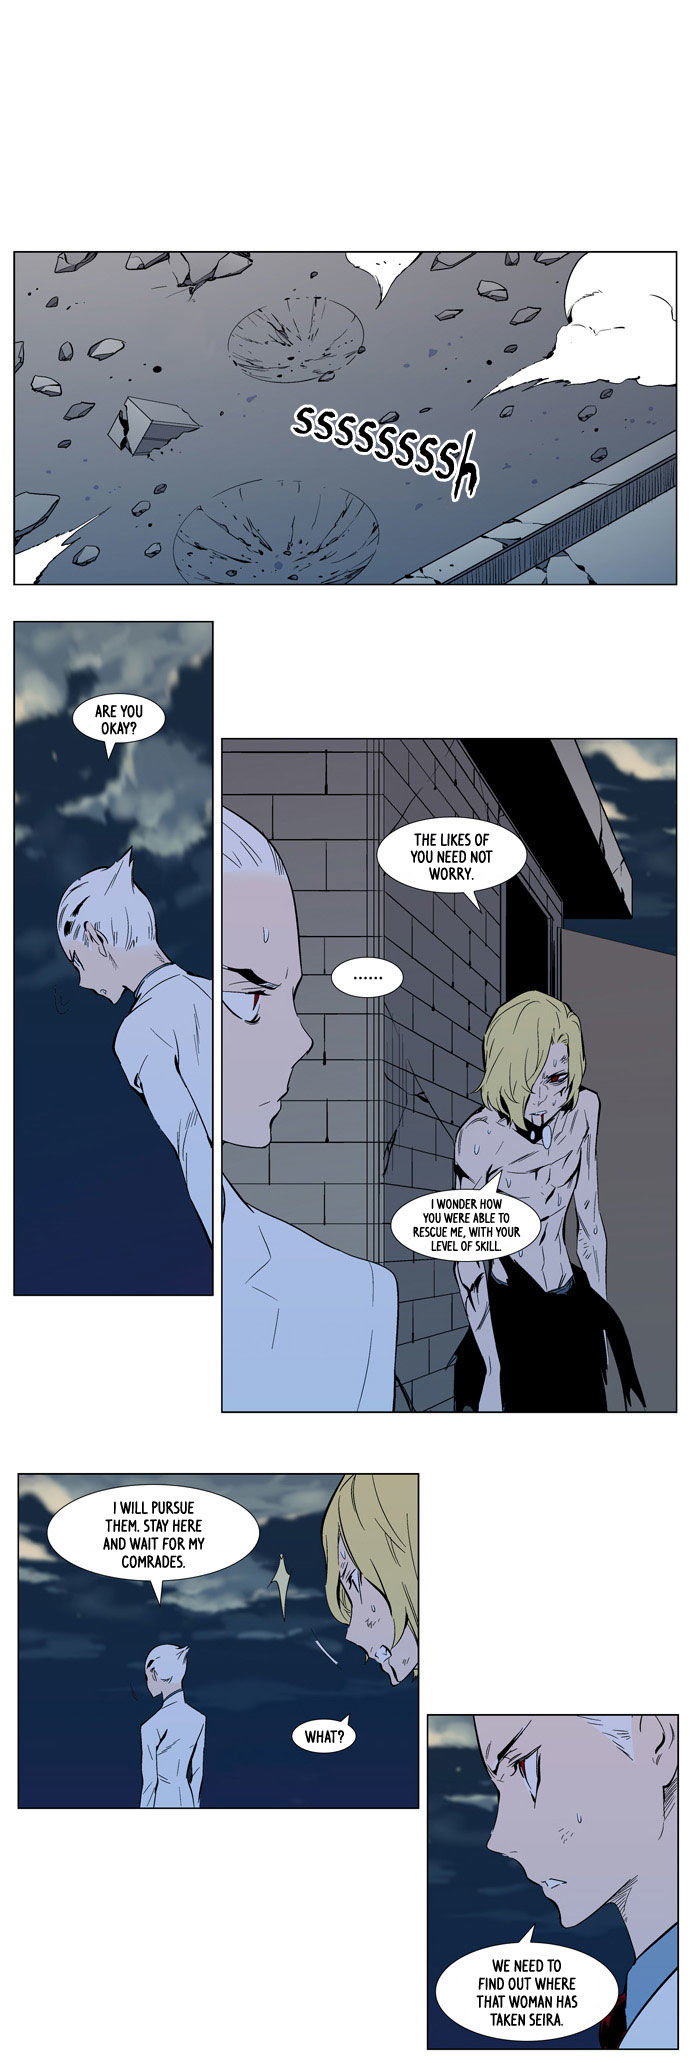 SSSSSSSSh
ARE YOU
OKAY?
THE LIKES OF
YOU NEED NOT
WORRY.
......
I WONDER HOW
YOU WERE ABLE TO
RESCUE ME, WITH YOUR
LEVEL OF SKILL.
I WILL PURSUE
THEM. STAY HERE
AND WAIT FOR MY
COMRADES.
WHAT?
WE NEED TO
FIND OUT WHERE
THAT WOMAN HAS
TAKEN SEIRA.